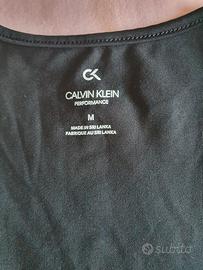 CK
CALVIN KLEIN
PERFORMANCE
M
MADE IN SRI LANKA
FABRIQUÉ AU SRI LANKA
subito